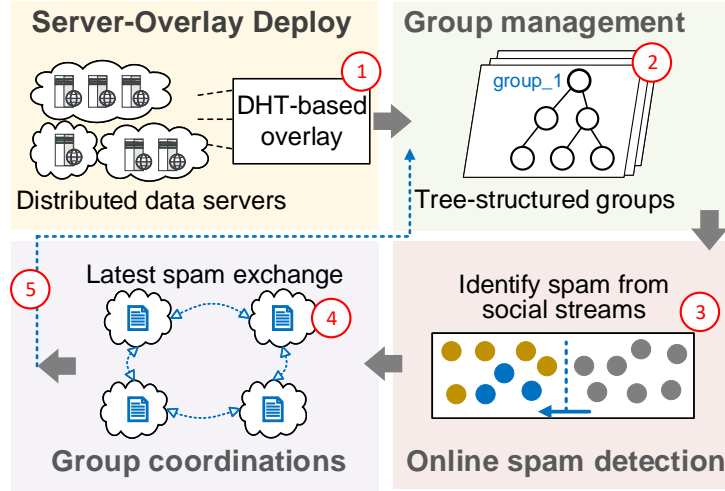 Server-Overlay Deploy
1
DHT-based
overlay
Distributed data servers
Group management
2
group_1
Tree-structured groups
3
Identify spam from
social streams
Online spam detection
Latest spam exchange
4
5
Group coordinations